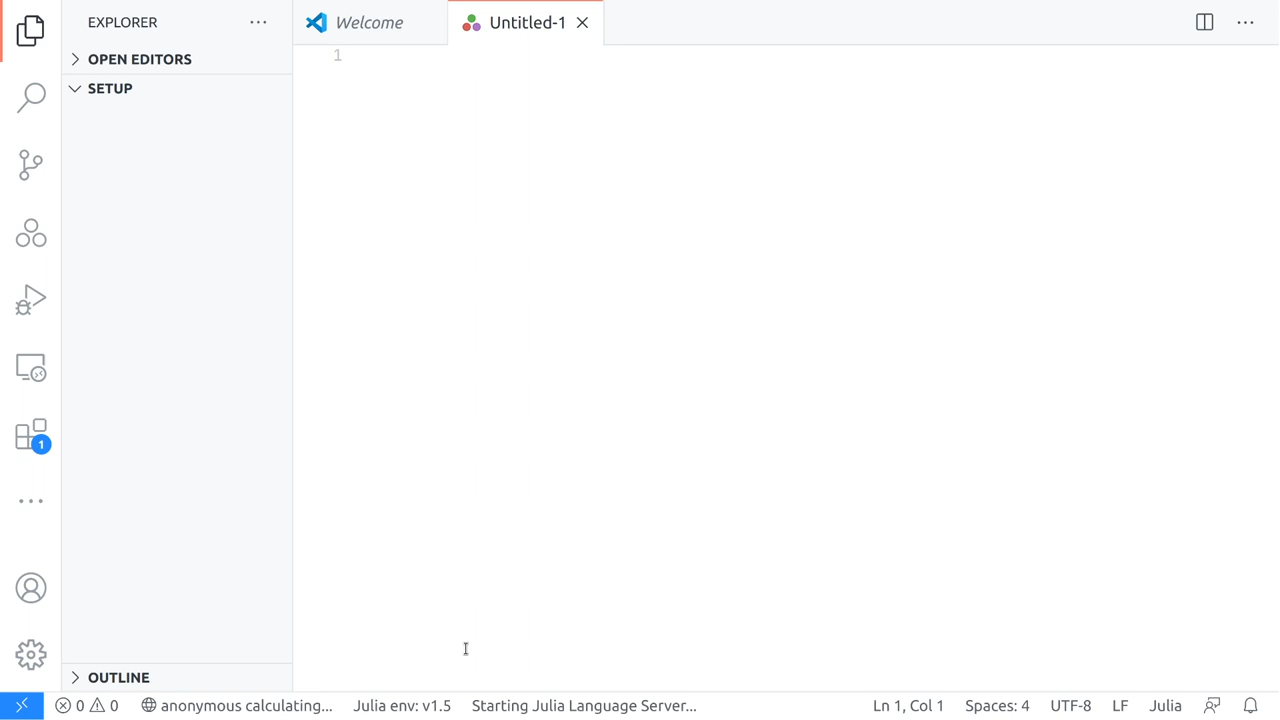 EXPLORER
Welcome
Untitled-1
OPEN EDITORS
SETUP
1
1
OUTLINE
0 0 anonymous calculating... Julia env: v1.5 Starting Julia Language Server... Ln 1, Col 1 Spaces: 4 UTF-8 LF Julia